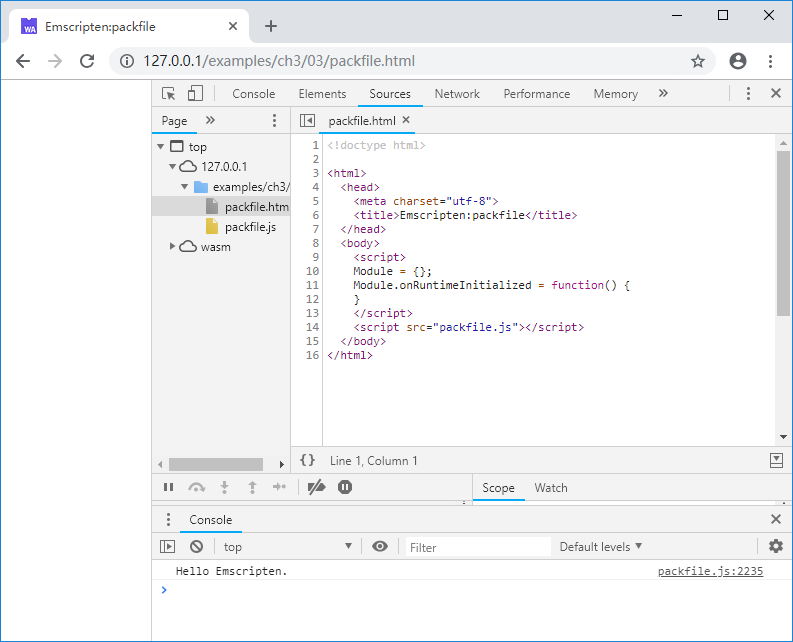 WA Emscripten:packfile
127.0.0.1/examples/ch3/03/packfile.html
Console Elements Sources Network Performance Memory »
Page » packfile.html
top
127.0.0.1
examples/ch3/
packfile.htm
packfile.js
wasm
1 <!doctype html>
2
3 <html>
4 <head>
5 <meta charset="utf-8">
6 <title>Emscripten:packfile</title>
7 </head>
8 <body>
9 <script>
10 Module = {};
11 Module.onRuntimeInitialized = function() {
12 }
13 </script>
14 <script src="packfile.js"></script>
15 </body>
16 </html>
{} Line 1, Column 1
Scope Watch
Console
top Filter Default levels
Hello Emscripten. packfile.js:2235
>